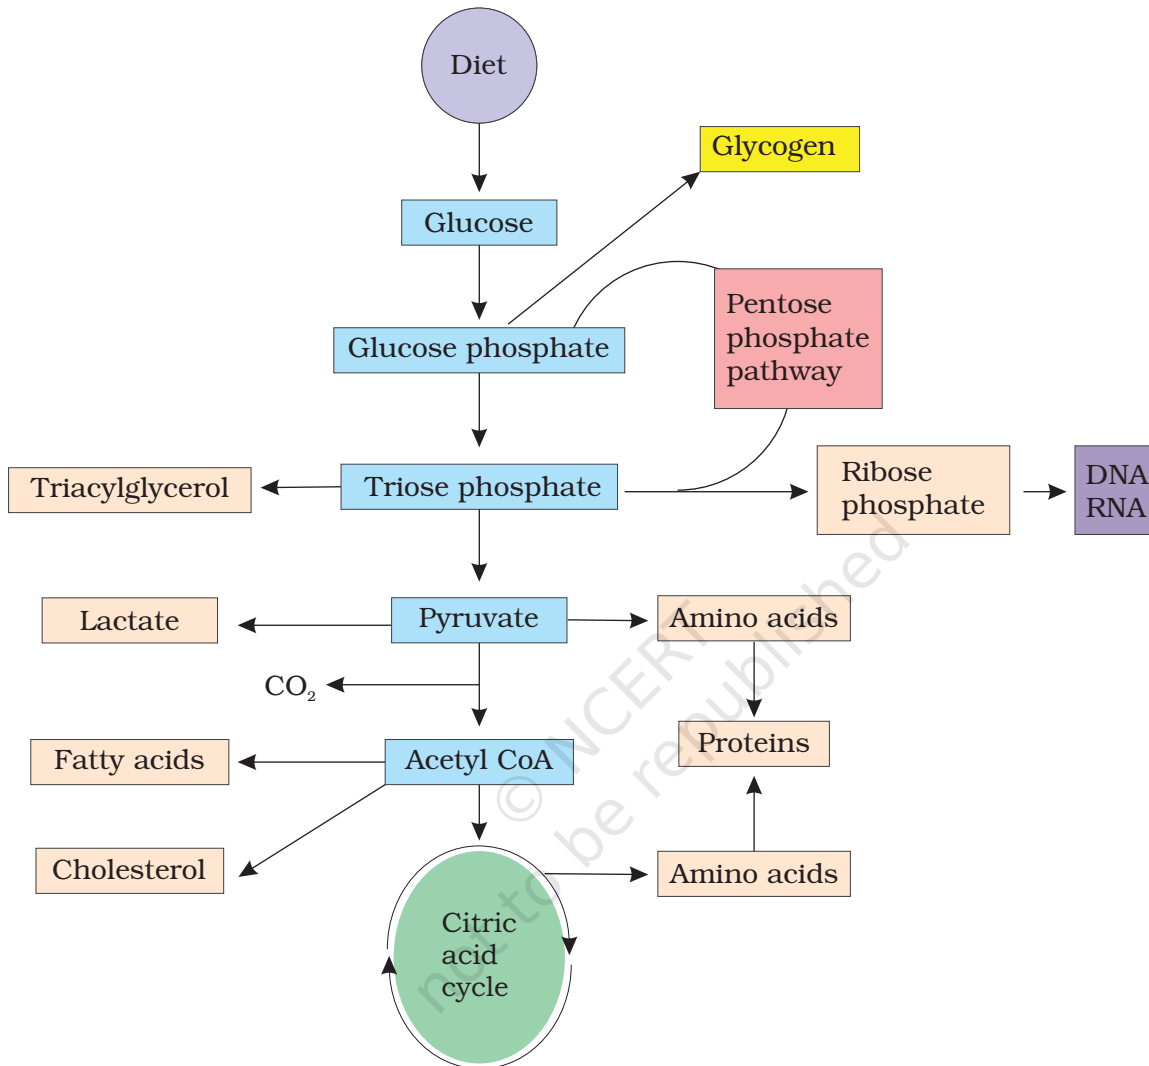 Diet
Glycogen
Glucose
Pentose
phosphate
pathway
Glucose phosphate
Triacylglycerol
Triose phosphate
Ribose
phosphate
DNA
RNA
Lactate
Pyruvate
Amino acids
CO₂
Fatty acids
Acetyl CoA
Proteins
Cholesterol
Amino acids
Citric
acid
cycle
© NCERT
not to be republished